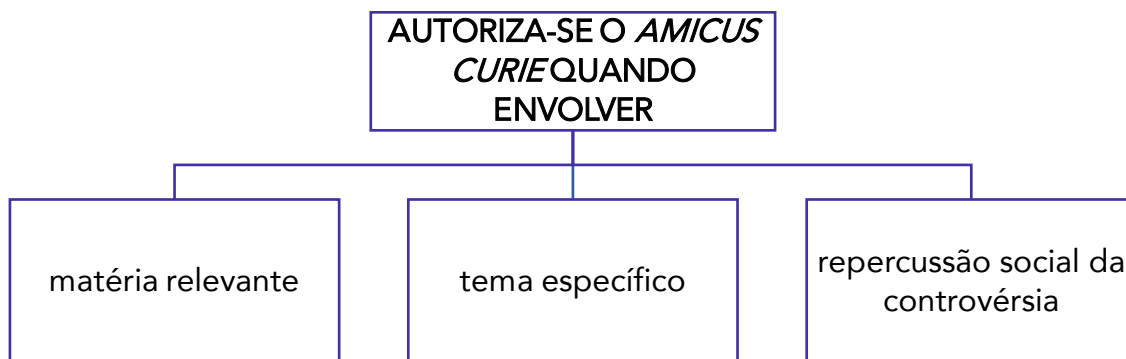 AUTORIZA-SE O AMICUS
CURIE QUANDO
ENVOLVER
matéria relevante
tema específico
repercussão social da
controvérsia